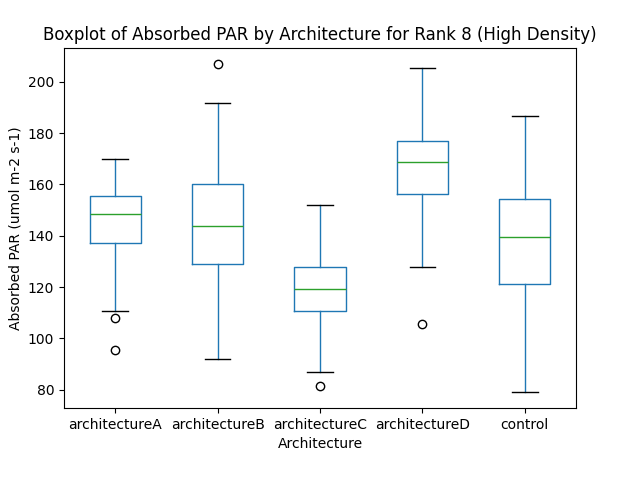 Boxplot of Absorbed PAR by Architecture for Rank 8 (High Density)
Absorbed PAR (umol m-2 s-1)
200
180
160
140
120
100
80
architectureA architectureB architectureC architectureD control
Architecture